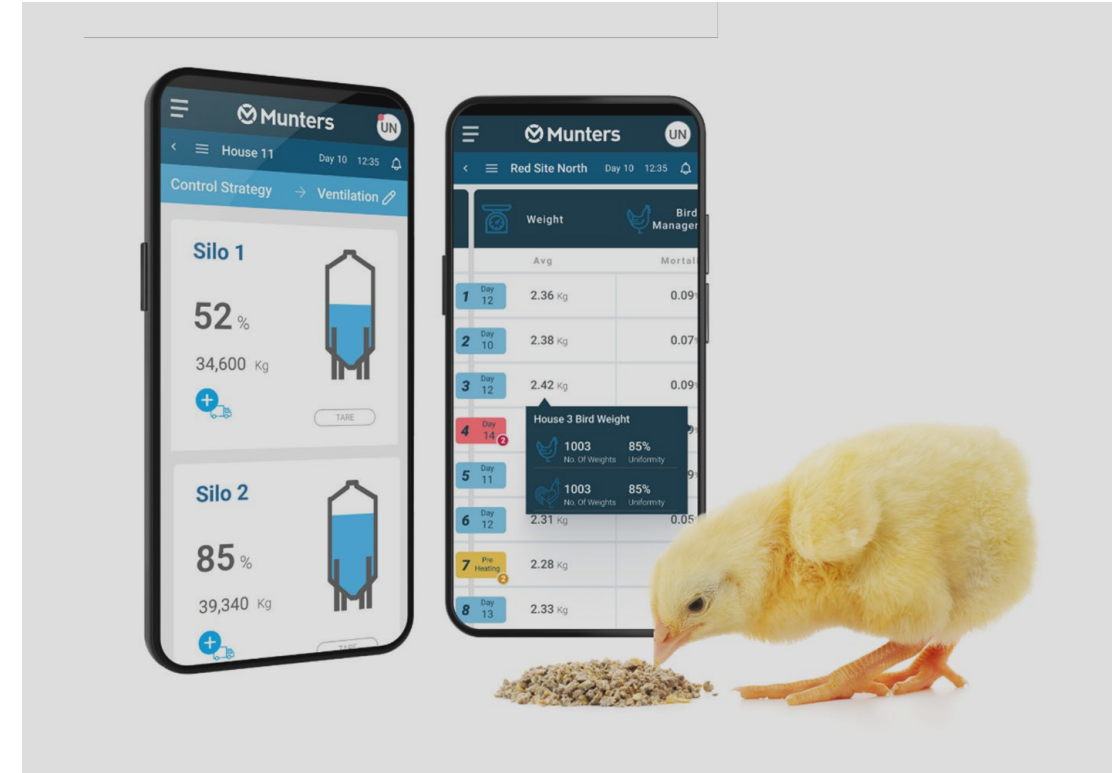 Munters
UN
House 11 Day 10 12:35
Control Strategy → Ventilation
Silo 1
52 %
34,600 Kg
TARE
Silo 2
85 %
39,340 Kg
Munters
UN
Red Site North Day 10 12:35
Weight Bird
Manager
Avg Mortali
1 Day 12 2.36 Kg 0.09
2 Day 10 2.38 Kg 0.07
3 Day 12 2.42 Kg 0.09
4 Day 14 2
House 3 Bird Weight
1003 85%
No. Of Weights Uniformity
1003 85%
No. Of Weights Uniformity
5 Day 11
6 Day 12 2.31 Kg 0.05
7 Pre Heating 2 2.28 Kg
8 Day 13 2.33 Kg